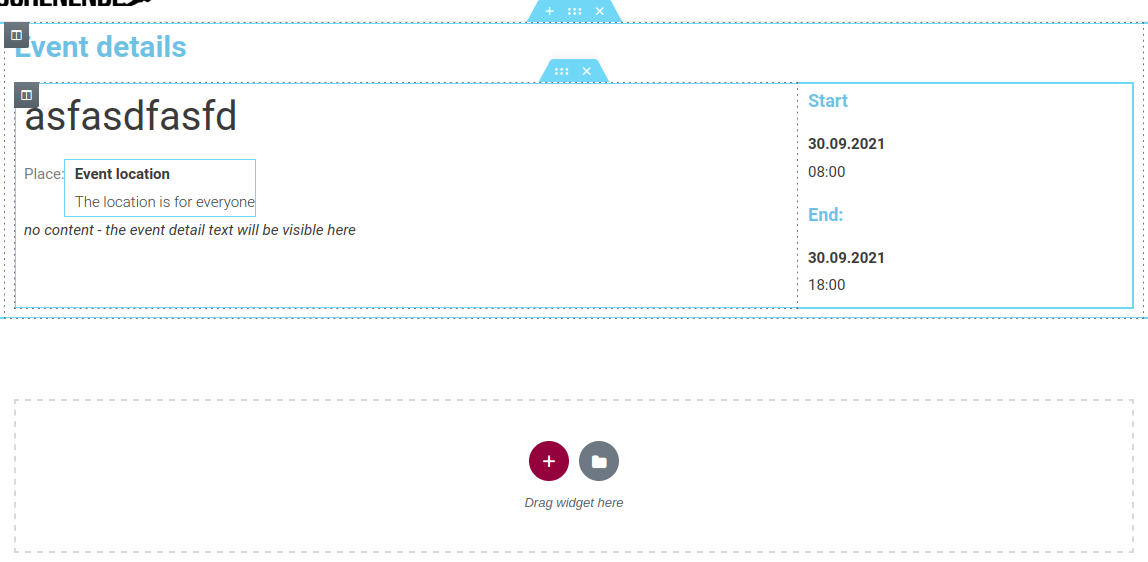 Event details
asfasdfasfd
Place: Event location
The location is for everyone
no content - the event detail text will be visible here
Start
30.09.2021
08:00
End:
30.09.2021
18:00
Drag widget here